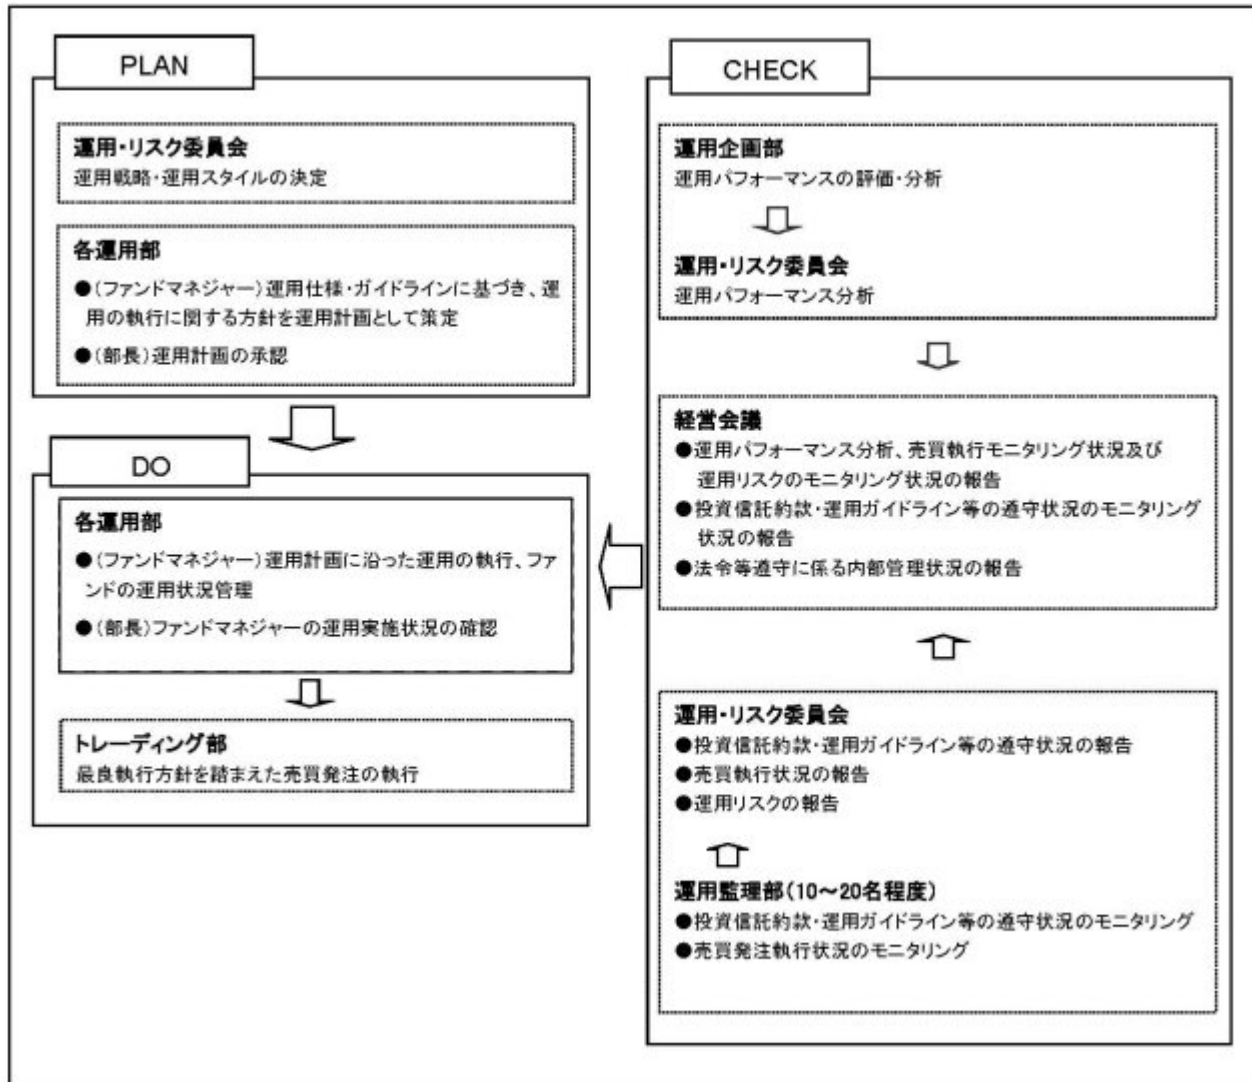 PLAN
運用・リスク委員会
運用戦略・運用スタイルの決定
各運用部
●(ファンドマネジャー)運用仕様・ガイドラインに基づき、運
用の執行に関する方針を運用計画として策定
●(部長)運用計画の承認
DO
各運用部
●(ファンドマネジャー)運用計画に沿った運用の執行、ファ
ンドの運用状況管理
●(部長)ファンドマネジャーの運用実施状況の確認
トレーディング部
最良執行方針を踏まえた売買発注の執行
CHECK
運用企画部
運用パフォーマンスの評価・分析
運用・リスク委員会
運用パフォーマンス分析
経営会議
●運用パフォーマンス分析、売買執行モニタリング状況及び
運用リスクのモニタリング状況の報告
●投資信託約款・運用ガイドライン等の遵守状況のモニタリング
状況の報告
●法令等遵守に係る内部管理状況の報告
運用・リスク委員会
●投資信託約款・運用ガイドライン等の遵守状況の報告
●売買執行状況の報告
●運用リスクの報告
運用監理部(10~20名程度)
●投資信託約款・運用ガイドライン等の遵守状況のモニタリング
●売買発注執行状況のモニタリング